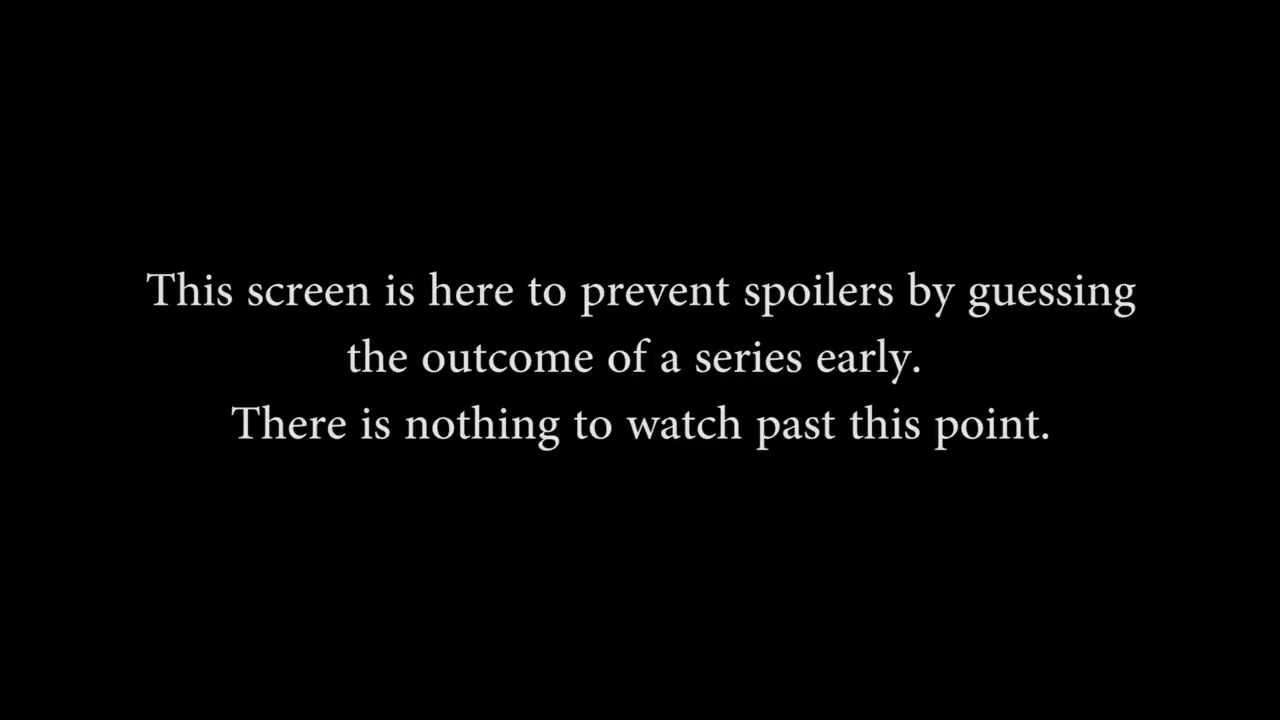 This screen is here to prevent spoilers by guessing
the outcome of a series early.
There is nothing to watch past this point.